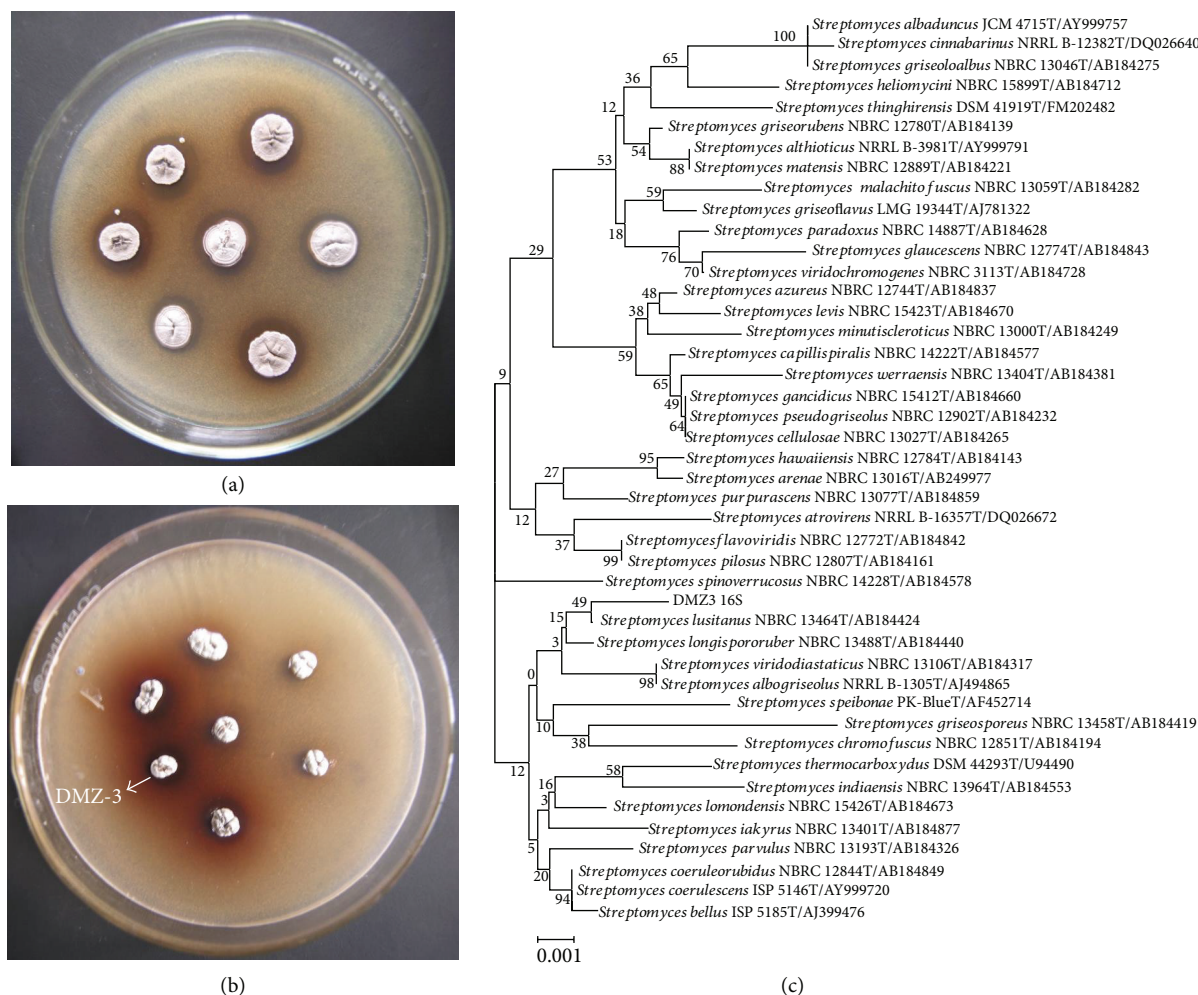 (a)
DMZ-3
(b)
100
Streptomyces albaduncus JCM 4715T/AY999757
Streptomyces cinnabarinus NRRL B-12382T/DQ026640
65
Streptomyces griseoloalbus NBRC 13046T/AB184275
36
Streptomyces heliomycini NBRC 15899T/AB184712
12
Streptomyces thinghirensis DSM 41919T/FM202482
Streptomyces griseorubens NBRC 12780T/AB184139
54
Streptomyces althioticus NRRL B-3981T/AY999791
53
88
Streptomyces matensis NBRC 12889T/AB184221
59
Streptomyces malachito fuscus NBRC 13059T/AB184282
Streptomyces griseoflavus LMG 19344T/AJ781322
18
Streptomyces paradoxus NBRC 14887T/AB184628
29
76
Streptomyces glaucescens NBRC 12774T/AB184843
70
Streptomyces viridochromogenes NBRC 3113T/AB184728
48
Streptomyces azureus NBRC 12744T/AB184837
38
Streptomyces levis NBRC 15423T/AB184670
Streptomyces minutiscleroticus NBRC 13000T/AB184249
59
Streptomyces capillispiralis NBRC 14222T/AB184577
9
65
Streptomyces werraensis NBRC 13404T/AB184381
49
Streptomyces gancidicus NBRC 15412T/AB184660
Streptomyces pseudogriseolus NBRC 12902T/AB184232
64
Streptomyces cellulosae NBRC 13027T/AB184265
95
Streptomyces hawaiiensis NBRC 12784T/AB184143
27
Streptomyces arenae NBRC 13016T/AB249977
Streptomyces purpurascens NBRC 13077T/AB184859
12
Streptomyces atrovirens NRRL B-16357T/DQ026672
37
Streptomycesflavoviridis NBRC 12772T/AB184842
99
Streptomyces pilosus NBRC 12807T/AB184161
Streptomyces spinoverrucosus NBRC 14228T/AB184578
49
DMZ3 16S
15
Streptomyces lusitanus NBRC 13464T/AB184424
3
Streptomyces longispororuber NBRC 13488T/AB184440
Streptomyces viridodiastaticus NBRC 13106T/AB184317
0
98
Streptomyces albogriseolus NRRL B-1305T/AJ494865
Streptomyces speibonae PK-BlueT/AF452714
10
Streptomyces griseosporeus NBRC 13458T/AB184419
38
Streptomyces chromofuscus NBRC 12851T/AB184194
12
Streptomyces thermocarboxydus DSM 44293T/U94490
58
16
Streptomyces indiaensis NBRC 13964T/AB184553
3
Streptomyces lomondensis NBRC 15426T/AB184673
Streptomyces iakyrus NBRC 13401T/AB184877
5
Streptomyces parvulus NBRC 13193T/AB184326
20
Streptomyces coeruleorubidus NBRC 12844T/AB184849
Streptomyces coerulescens ISP 5146T/AY999720
94
Streptomyces bellus ISP 5185T/AJ399476
0.001
(c)